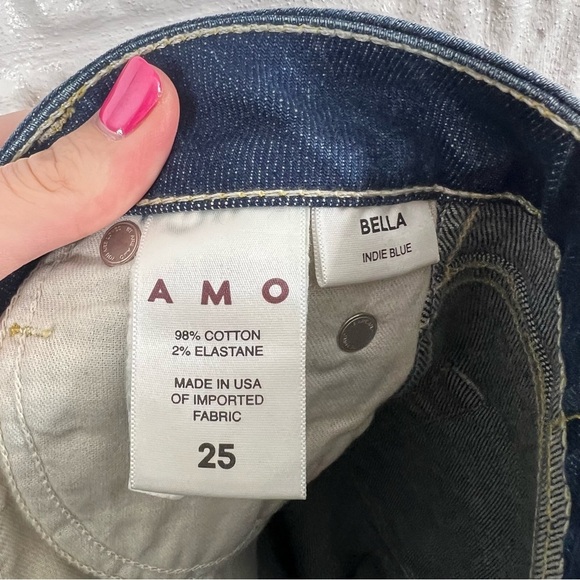 AMO
98% COTTON
2% ELASTANE
MADE IN USA
OF IMPORTED
FABRIC
25
BELLA
INDIE BLUE